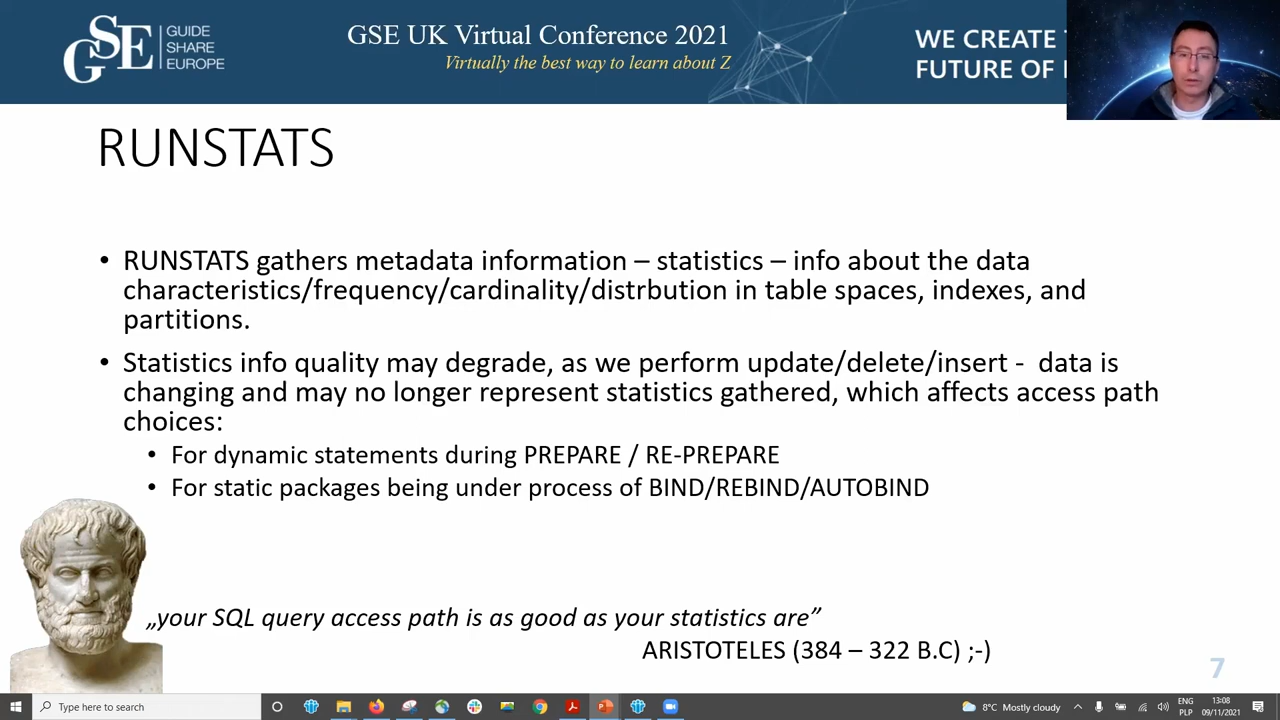 GSE
GUIDE
SHARE
EUROPE
GSE UK Virtual Conference 2021
Virtually the best way to learn about Z
WE CREATE
FUTURE OF
RUNSTATS
• RUNSTATS gathers metadata information – statistics – info about the data
characteristics/frequency/cardinality/distrbution in table spaces, indexes, and
partitions.
• Statistics info quality may degrade, as we perform update/delete/insert - data is
changing and may no longer represent statistics gathered, which affects access path
choices:
• For dynamic statements during PREPARE / RE-PREPARE
• For static packages being under process of BIND/REBIND/AUTOBIND
„your SQL query access path is as good as your statistics are”
ARISTOTELES (384 – 322 B.C) ;-)
7
Type here to search
8°C Mostly cloudy
ENG
PLP
13:08
09/11/2021